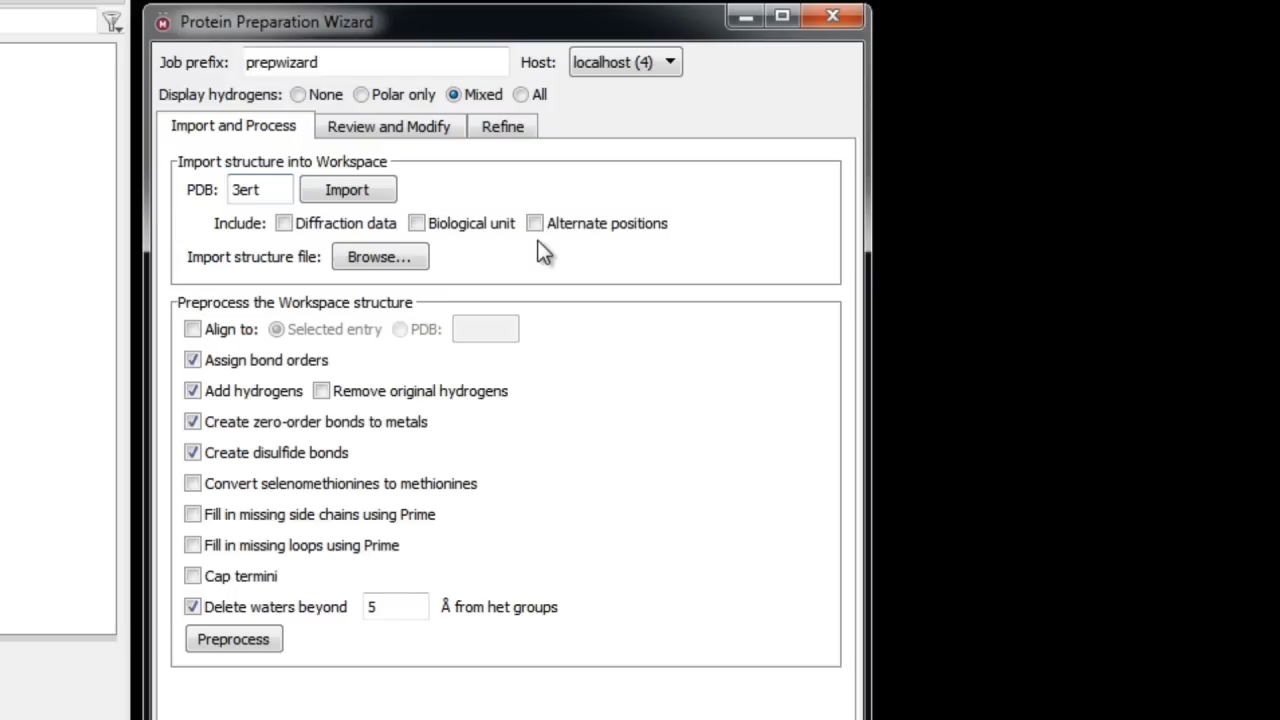 Protein Preparation Wizard
Job prefix: prepwizard Host: localhost (4)
Display hydrogens: None Polar only Mixed All
Import and Process Review and Modify Refine
Import structure into Workspace
PDB: 3ert Import
Include: Diffraction data Biological unit Alternate positions
Import structure file: Browse...
Preprocess the Workspace structure
Align to: Selected entry PDB:
Assign bond orders
Add hydrogens Remove original hydrogens
Create zero-order bonds to metals
Create disulfide bonds
Convert selenomethionines to methionines
Fill in missing side chains using Prime
Fill in missing loops using Prime
Cap termini
Delete waters beyond 5 Å from het groups
Preprocess